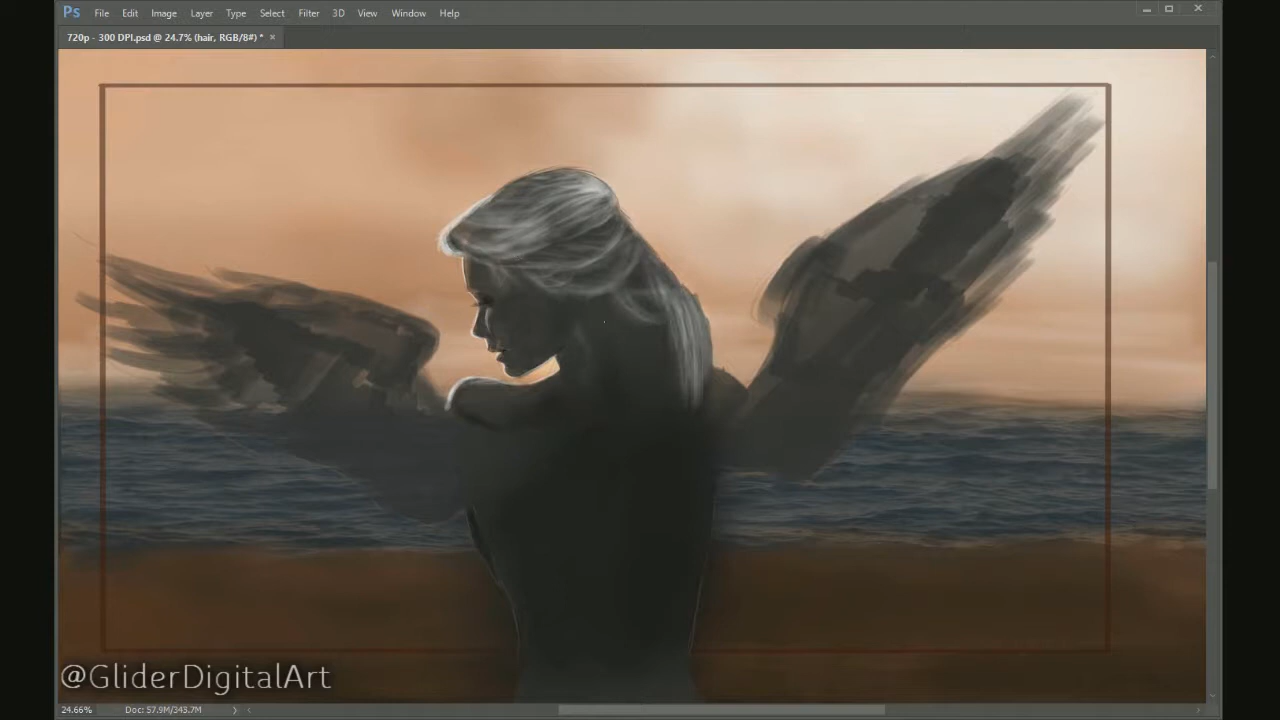 Ps File Edit Image Layer Type Select Filter 3D View Window Help
720p - 300 DPI.psd @ 24.7% (hair, RGB/8#) * ×
@GliderDigitalArt
24.66% Doc: 57.9M/343.7M